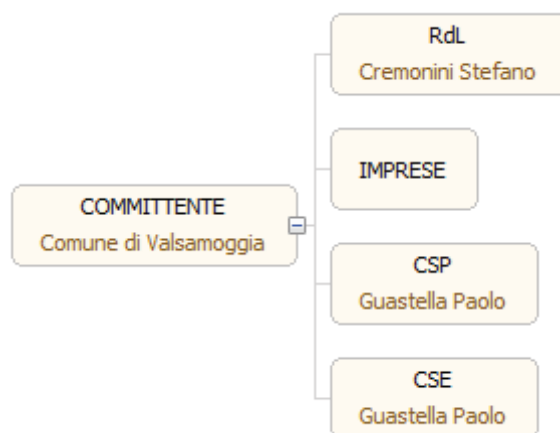 COMMITTENTE
Comune di Valsamoggia
RdL
Cremonini Stefano
IMPRESE
CSP
Guastella Paolo
CSE
Guastella Paolo